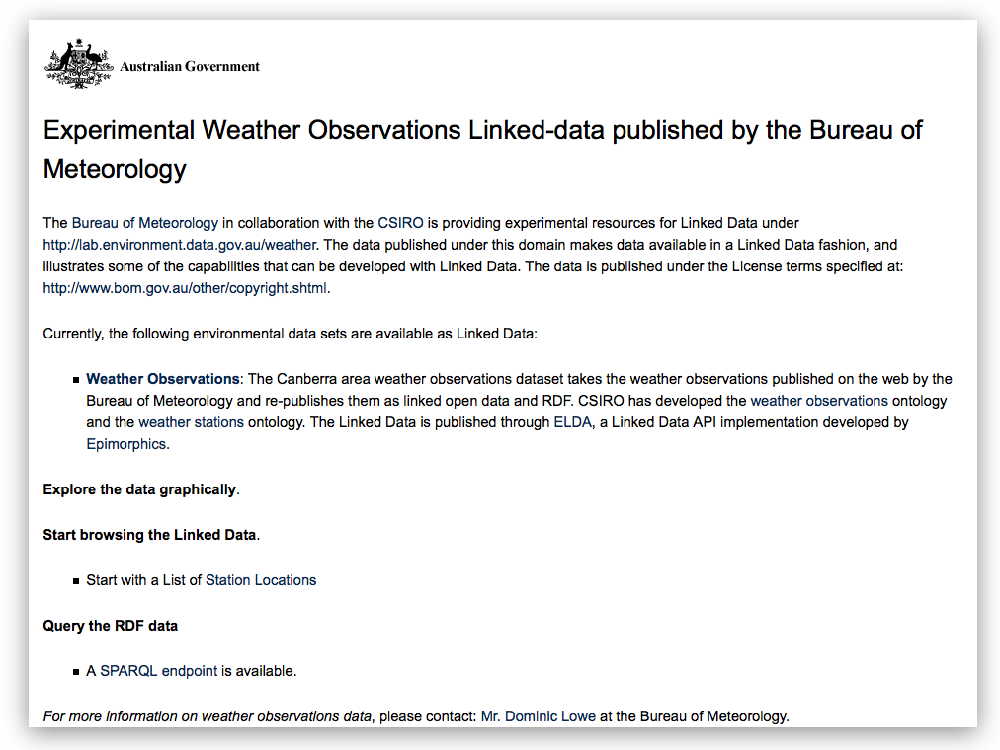 Australian Government
Experimental Weather Observations Linked-data published by the Bureau of
Meteorology
The Bureau of Meteorology in collaboration with the CSIRO is providing experimental resources for Linked Data under
http://lab.environment.data.gov.au/weather. The data published under this domain makes data available in a Linked Data fashion, and
illustrates some of the capabilities that can be developed with Linked Data. The data is published under the License terms specified at:
http://www.bom.gov.au/other/copyright.shtml.
Currently, the following environmental data sets are available as Linked Data:
Weather Observations: The Canberra area weather observations dataset takes the weather observations published on the web by the
Bureau of Meteorology and re-publishes them as linked open data and RDF. CSIRO has developed the weather observations ontology
and the weather stations ontology. The Linked Data is published through ELDA, a Linked Data API implementation developed by
Epimorphics.
Explore the data graphically.
Start browsing the Linked Data.
Start with a List of Station Locations
Query the RDF data
A SPARQL endpoint is available.
For more information on weather observations data, please contact: Mr. Dominic Lowe at the Bureau of Meteorology.